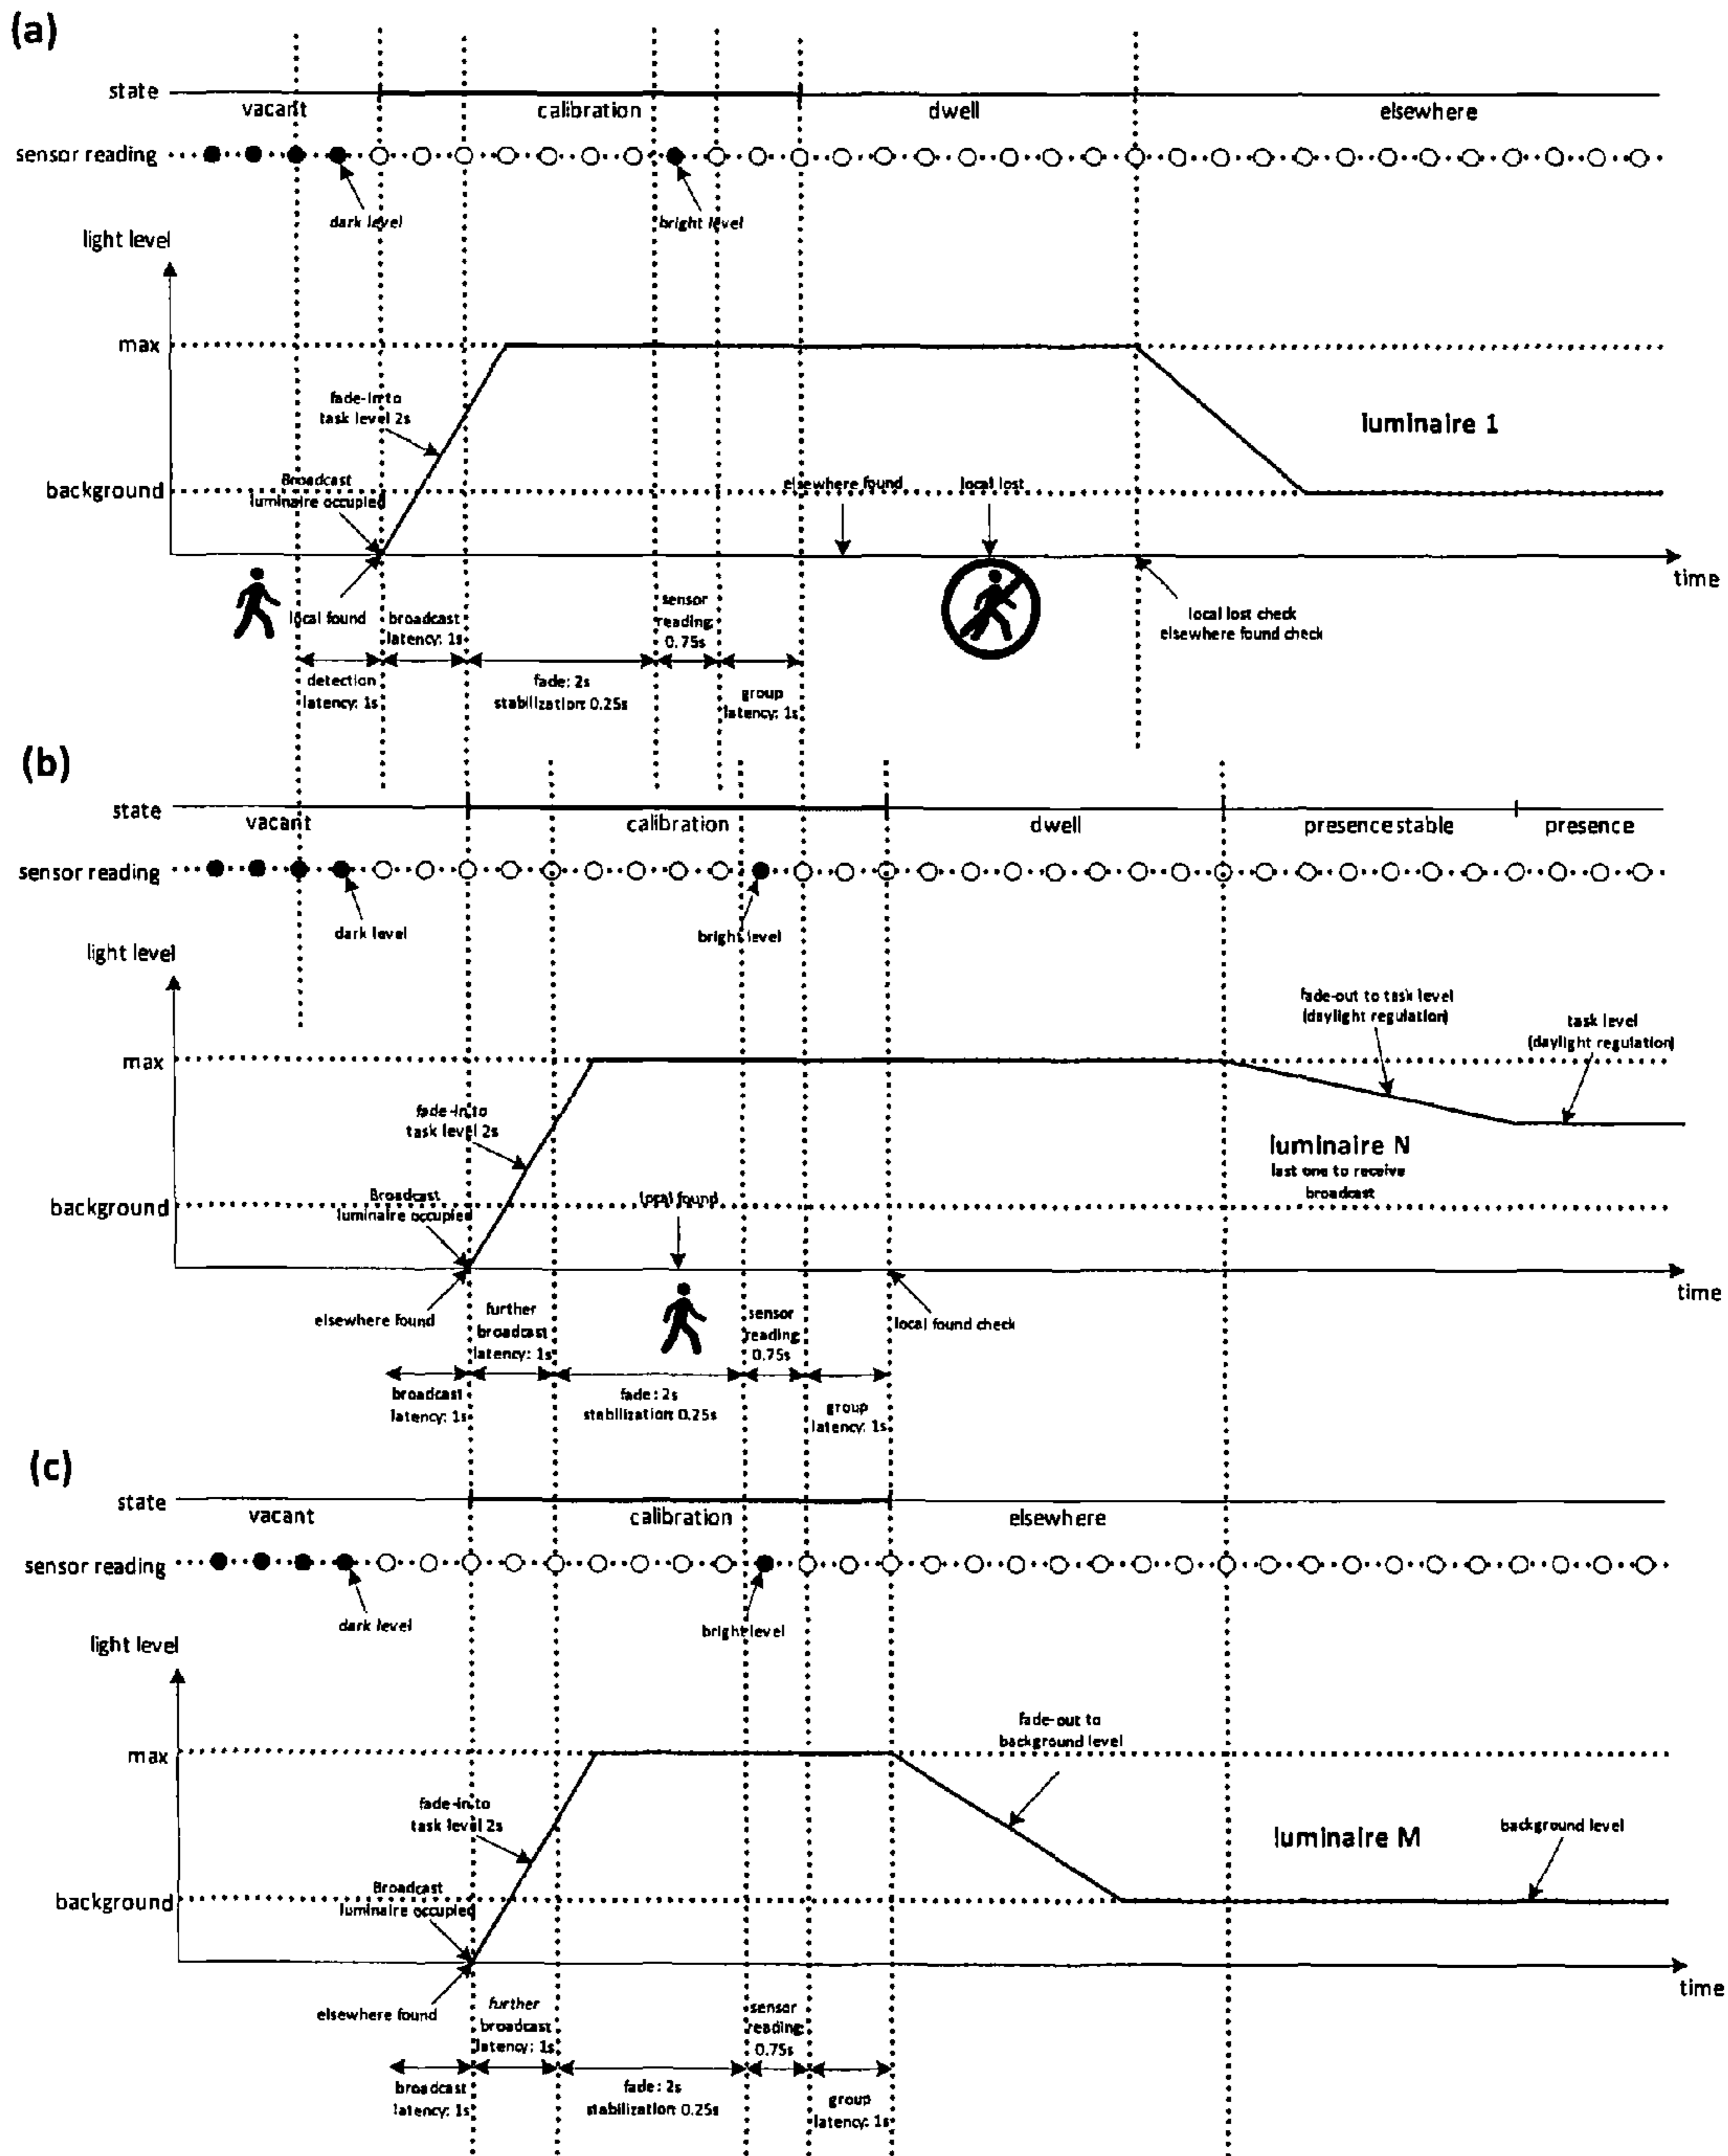 (a)
state
vacant
calibration
dwell
elsewhere
sensor reading
dark level
bright level
light level
max
fade-in to
task level 2s
luminaire 1
Broadcast
luminaire occupied
background
elsewhere found
local lost
time
local found
broadcast
latency: 1s
sensor
reading:
0.75s
local lost check
elsewhere found check
detection
latency: 1s
fade: 2s
stabilization: 0.25s
group
latency: 1s
(b)
state
vacant
calibration
dwell
presence stable
presence
sensor reading
dark level
bright level
light level
fade-out to task level
(daylight regulation)
task level
(daylight regulation)
max
fade-in to
task level 2s
luminaire N
last one to receive
broadcast
Broadcast
luminaire occupied
background
local found
time
elsewhere found
further
broadcast
latency: 1s
sensor
reading:
0.75s
local found check
broadcast
latency: 1s
fade: 2s
stabilization: 0.25s
group
latency: 1s
(c)
state
vacant
calibration
elsewhere
sensor reading
dark level
bright level
light level
fade-out to
background level
max
fade-in to
task level 2s
luminaire M
background level
Broadcast
luminaire occupied
background
time
elsewhere found
further
broadcast
latency: 1s
sensor
reading:
0.75s
broadcast
latency: 1s
fade: 2s
stabilization: 0.25s
group
latency: 1s